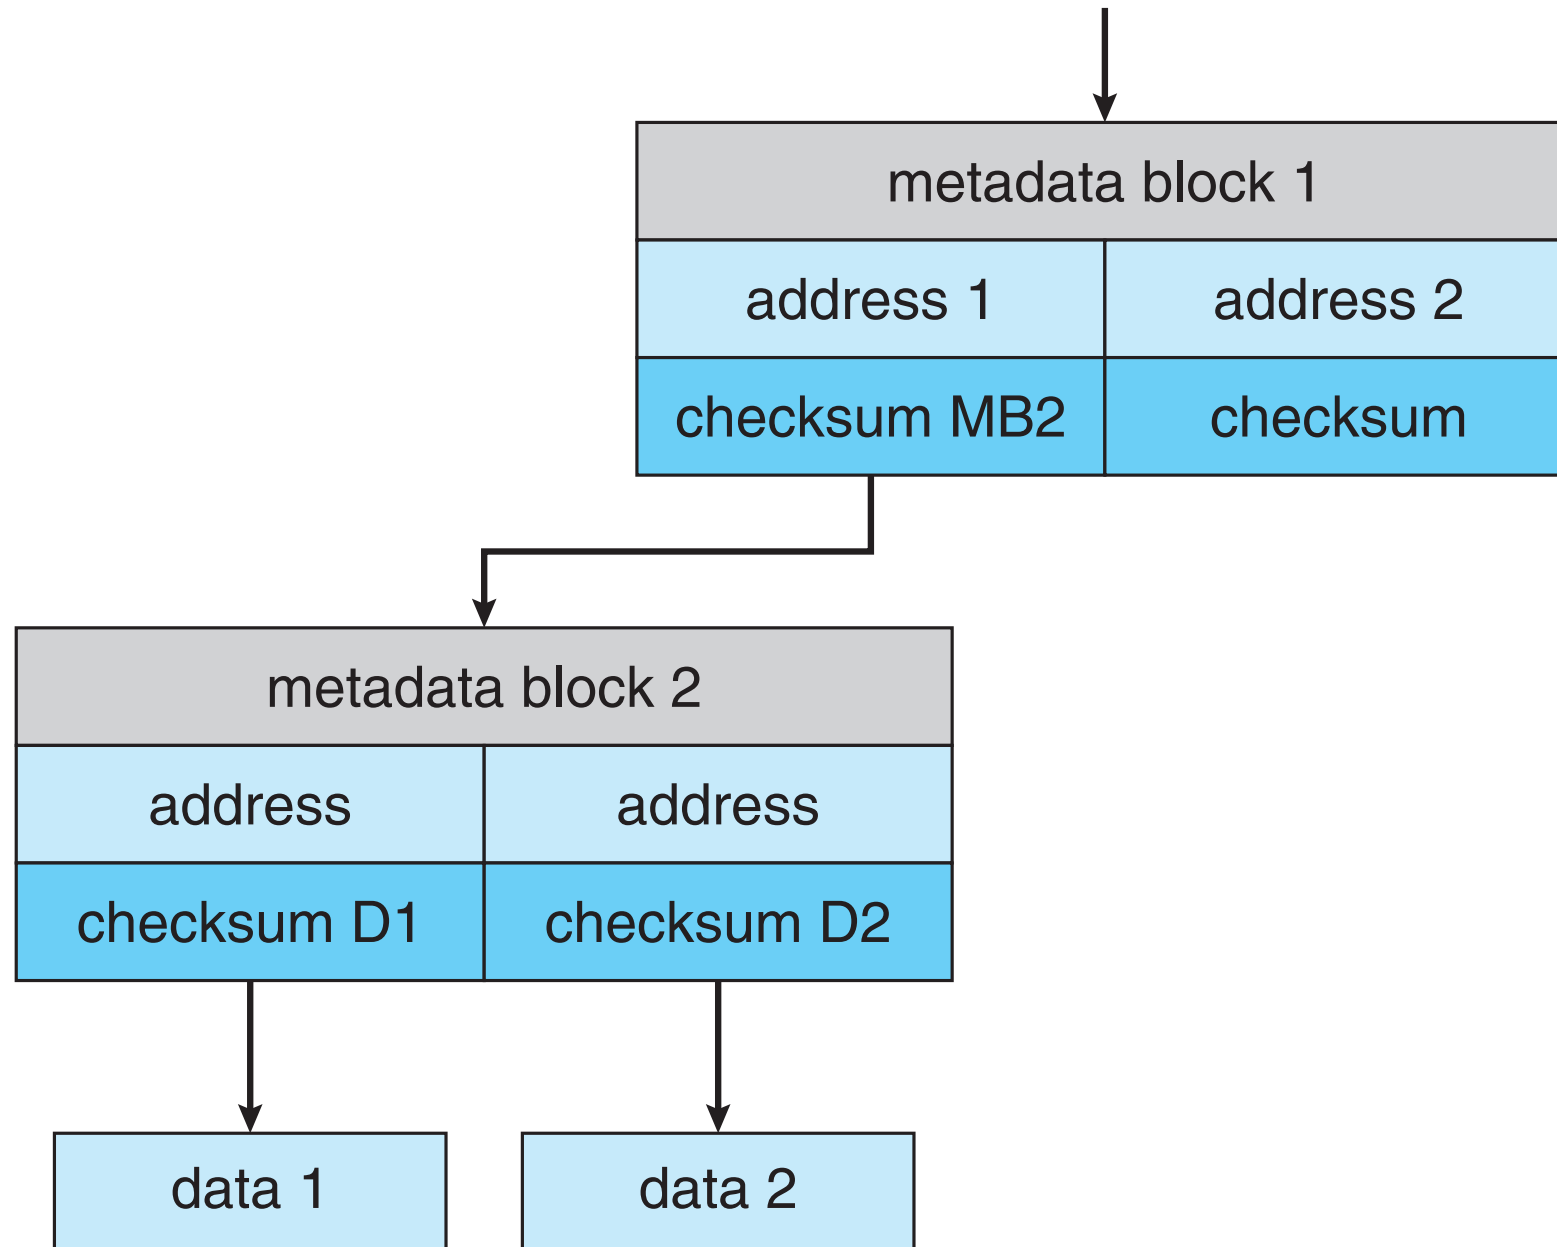 metadata block 1
address 1 address 2
checksum MB2 checksum
metadata block 2
address address
checksum D1 checksum D2
data 1 data 2